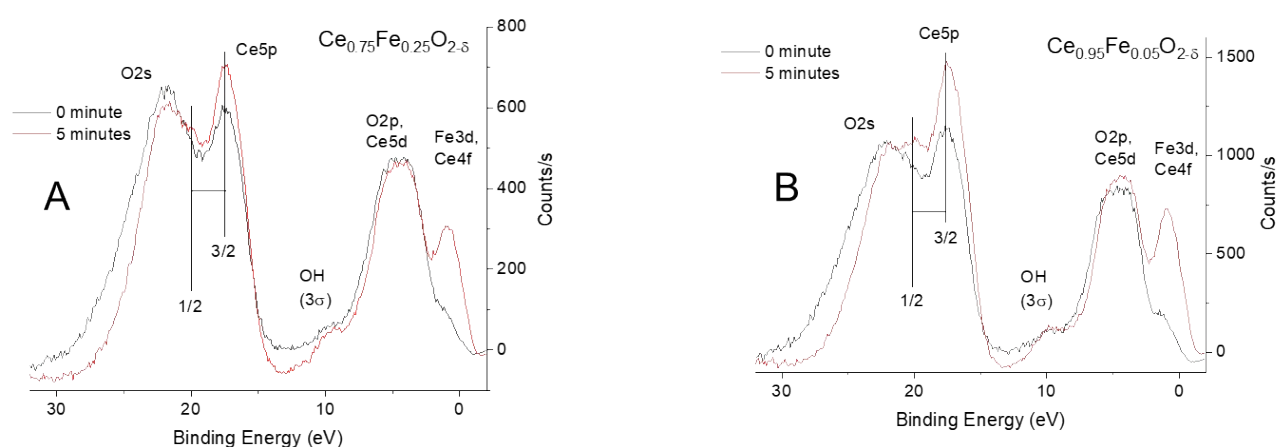 Ce0.75Fe0.25O2-δ
Ce5p
O2s
0 minute
5 minutes
O2p,
Ce5d
Fe3d,
Ce4f
A
3/2
1/2
OH
(3σ)
800
600
400
200
0
Counts/s
30
20
10
0
Binding Energy (eV)
Ce0.95Fe0.05O2-δ
Ce5p
0 minute
5 minutes
O2s
O2p,
Ce5d
Fe3d,
Ce4f
B
3/2
1/2
OH
(3σ)
1500
1000
500
0
Counts/s
30
20
10
0
Binding Energy (eV)